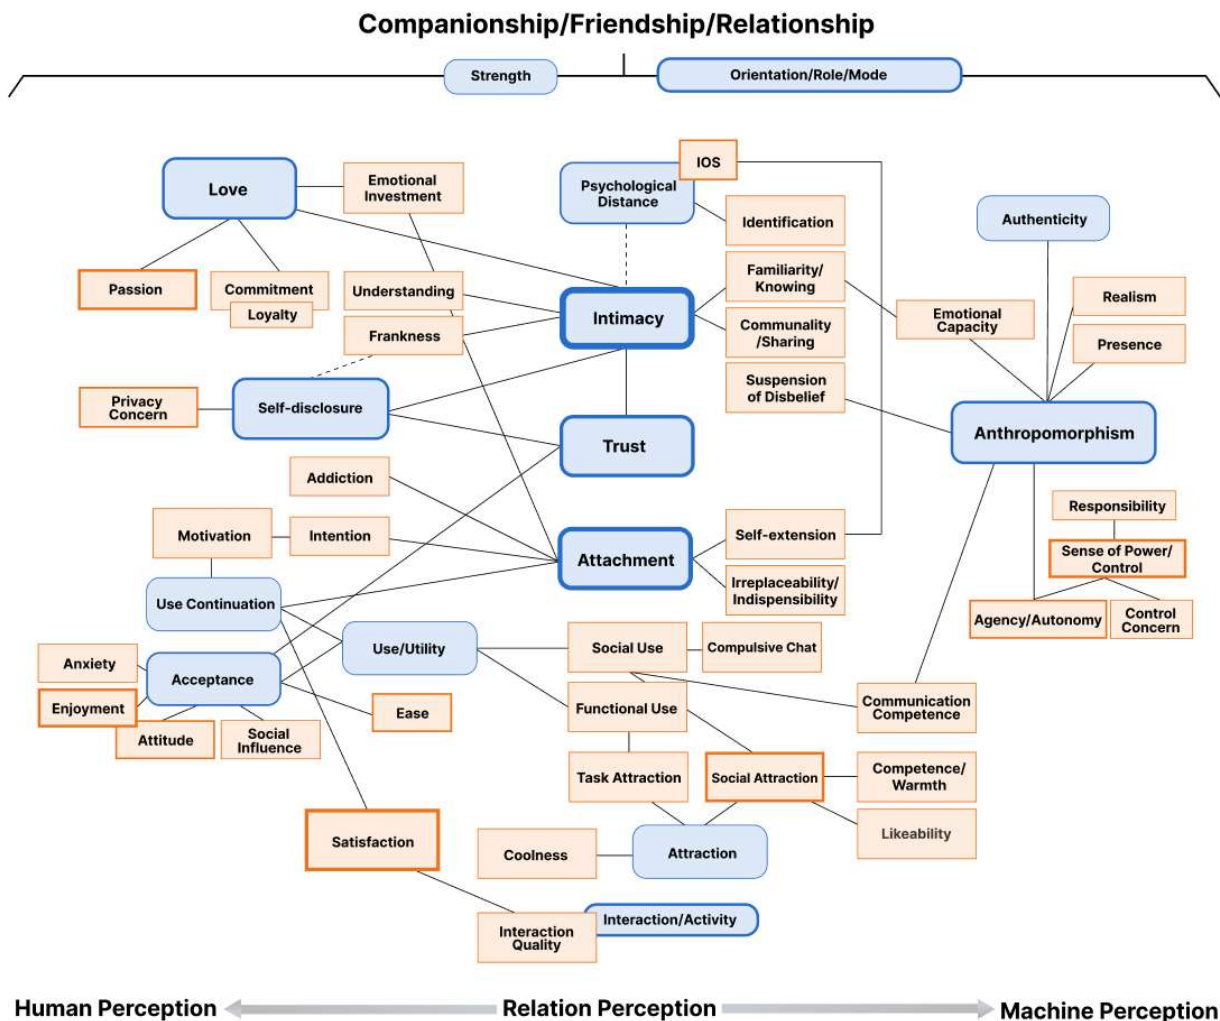 Companionship/Friendship/Relationship
Strength
Orientation/Role/Mode
Love
Emotional
Investment
Psychological
Distance
IOS
Identification
Authenticity
Passion
Commitment
Loyalty
Understanding
Frankness
Intimacy
Familiarity/
Knowing
Communality
/Sharing
Suspension
of Disbelief
Emotional
Capacity
Realism
Presence
Privacy
Concern
Self-disclosure
Trust
Anthropomorphism
Addiction
Motivation
Intention
Attachment
Self-extension
Irreplaceability/
Indispensibility
Responsibility
Sense of Power/
Control
Agency/Autonomy
Control
Concern
Use Continuation
Use/Utility
Social Use
Compulsive Chat
Anxiety
Acceptance
Enjoyment
Attitude
Social
Influence
Ease
Functional Use
Communication
Competence
Task Attraction
Social Attraction
Competence/
Warmth
Likeability
Satisfaction
Coolness
Attraction
Interaction
Quality
Interaction/Activity
Human Perception
Relation Perception
Machine Perception